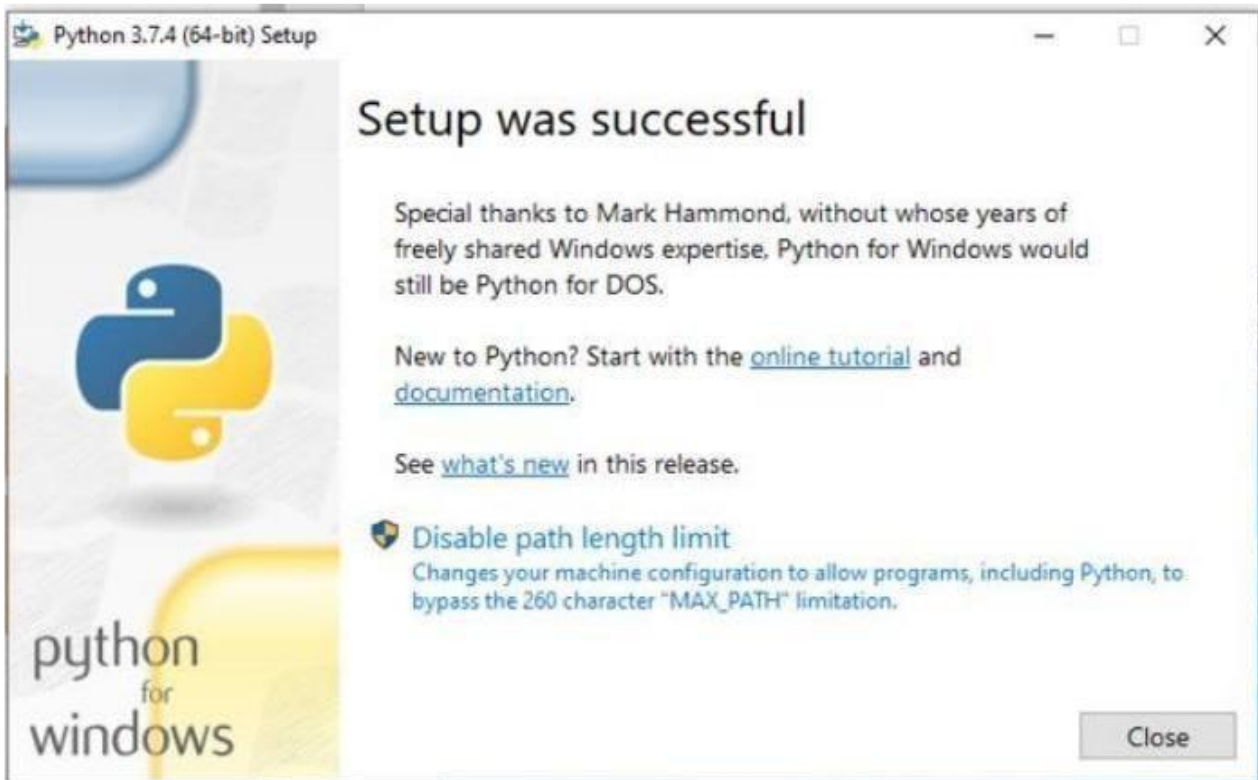 Python 3.7.4 (64-bit) Setup
Setup was successful
Special thanks to Mark Hammond, without whose years of
freely shared Windows expertise, Python for Windows would
still be Python for DOS.
New to Python? Start with the online tutorial and
documentation.
See what's new in this release.
Disable path length limit
Changes your machine configuration to allow programs, including Python, to
bypass the 260 character "MAX_PATH" limitation.
python
for
windows
Close